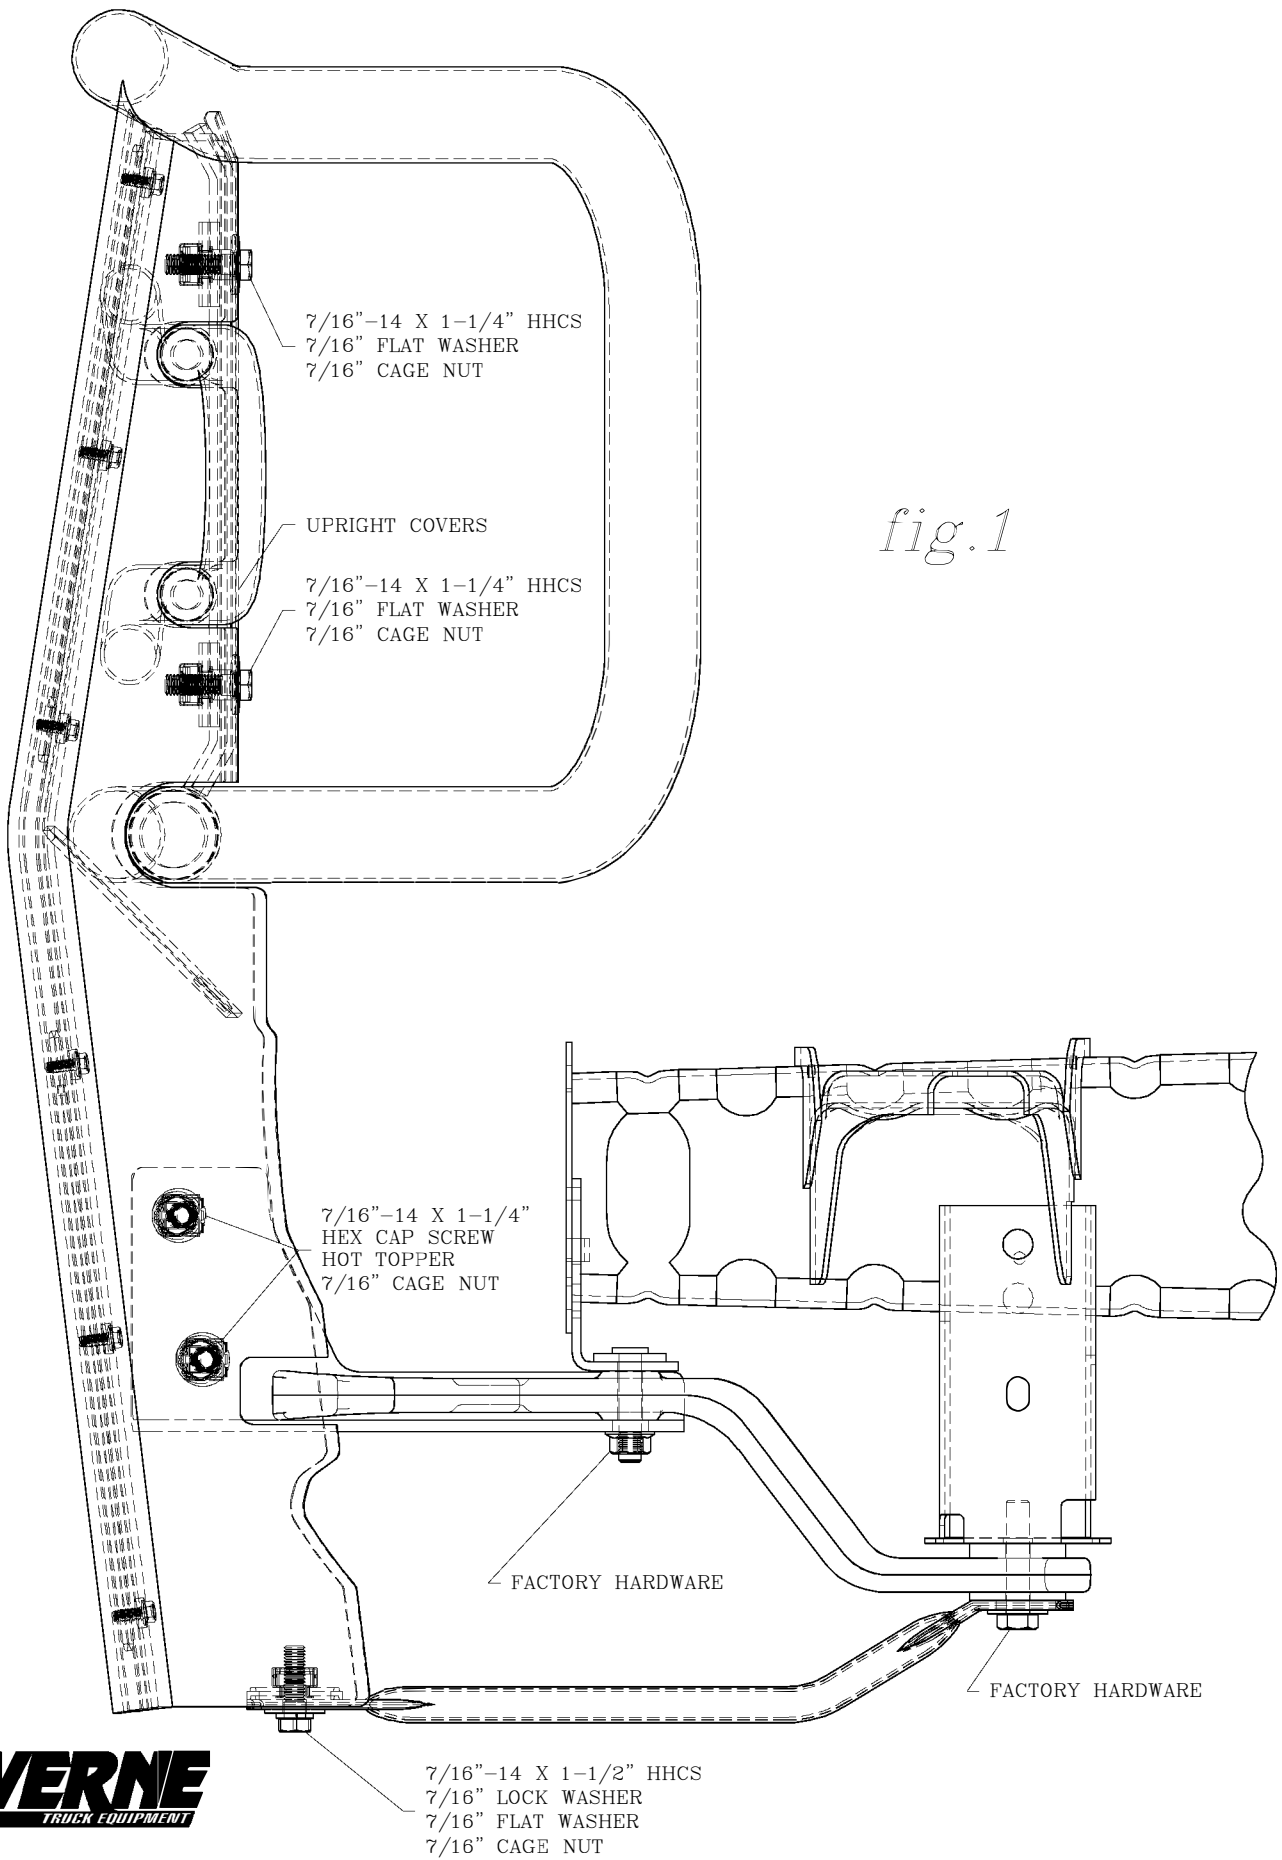 7/16"-14 X 1-1/4" HHCS
7/16" FLAT WASHER
7/16" CAGE NUT
UPRIGHT COVERS
fig.1
7/16"-14 X 1-1/4" HHCS
7/16" FLAT WASHER
7/16" CAGE NUT
7/16"-14 X 1-1/4"
HEX CAP SCREW
HOT TOPPER
7/16" CAGE NUT
FACTORY HARDWARE
FACTORY HARDWARE
VERNE
TRUCK EQUIPMENT
7/16"-14 X 1-1/2" HHCS
7/16" LOCK WASHER
7/16" FLAT WASHER
7/16" CAGE NUT